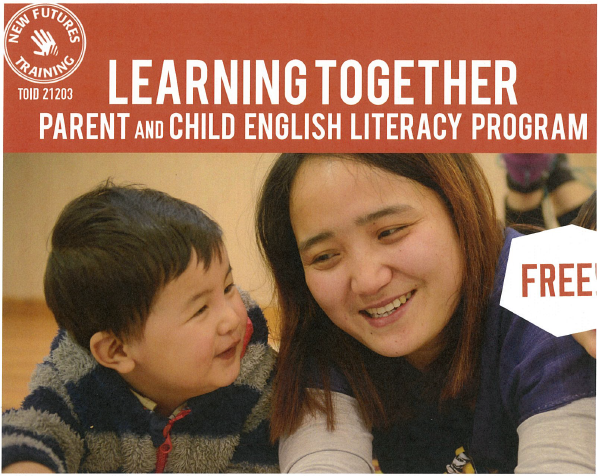 NEW FUTURES
TRAINING
TOID 21203
LEARNING TOGETHER
PARENT AND CHILD ENGLISH LITERACY PROGRAM
FREE!